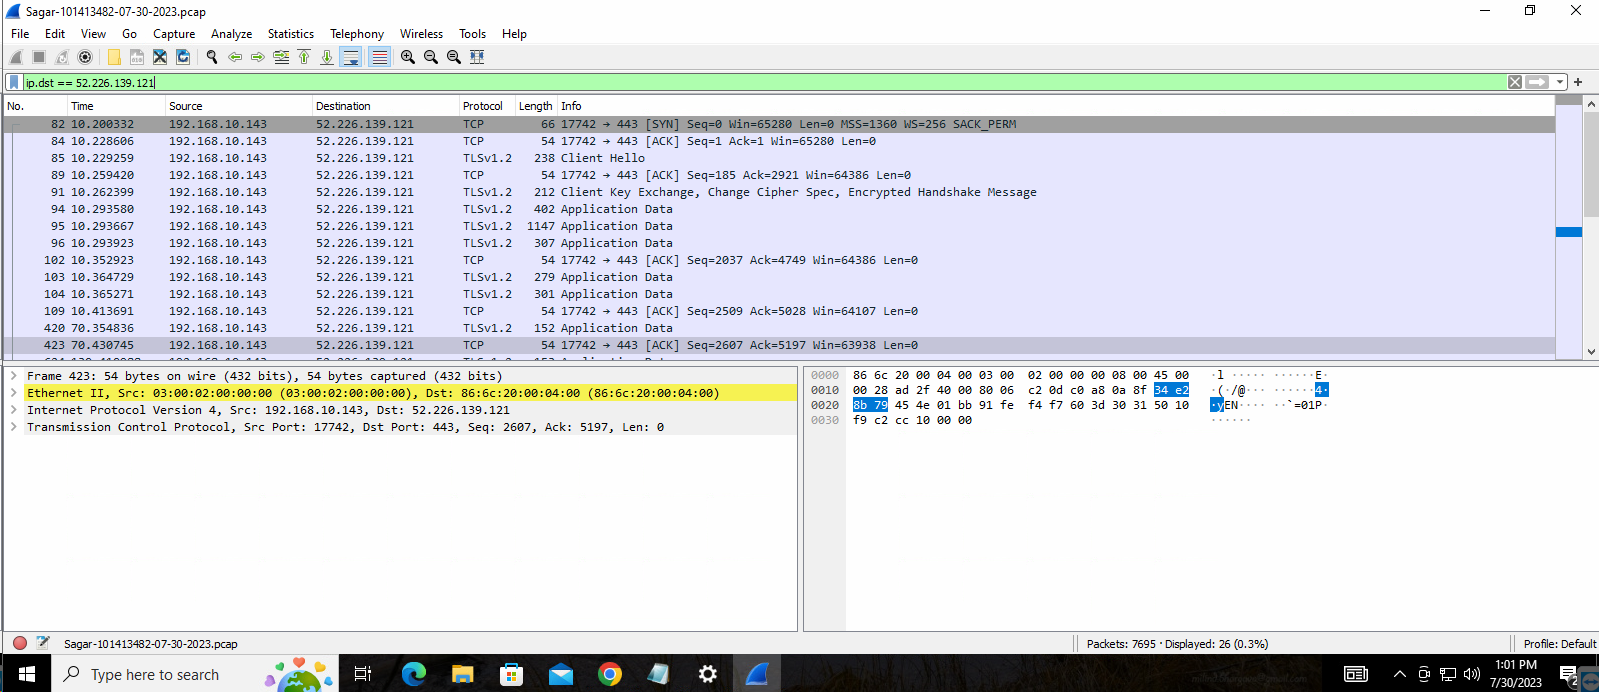 Sagar-101413482-07-30-2023.pcap
File Edit View Go Capture Analyze Statistics Telephony Wireless Tools Help
ip.dst == 52.226.139.121
No. Time Source Destination Protocol Length Info
82 10.200332 192.168.10.143 52.226.139.121 TCP 66 17742 → 443 [SYN] Seq=0 Win=65280 Len=0 MSS=1360 WS=256 SACK_PERM
84 10.228606 192.168.10.143 52.226.139.121 TCP 54 17742 → 443 [ACK] Seq=1 Ack=1 Win=65280 Len=0
85 10.229259 192.168.10.143 52.226.139.121 TLSv1.2 238 Client Hello
89 10.259420 192.168.10.143 52.226.139.121 TCP 54 17742 → 443 [ACK] Seq=185 Ack=2921 Win=64386 Len=0
91 10.262399 192.168.10.143 52.226.139.121 TLSv1.2 212 Client Key Exchange, Change Cipher Spec, Encrypted Handshake Message
94 10.293580 192.168.10.143 52.226.139.121 TLSv1.2 402 Application Data
95 10.293667 192.168.10.143 52.226.139.121 TLSv1.2 1147 Application Data
96 10.293923 192.168.10.143 52.226.139.121 TLSv1.2 307 Application Data
102 10.352923 192.168.10.143 52.226.139.121 TCP 54 17742 → 443 [ACK] Seq=2037 Ack=4749 Win=64386 Len=0
103 10.364729 192.168.10.143 52.226.139.121 TLSv1.2 279 Application Data
104 10.365271 192.168.10.143 52.226.139.121 TLSv1.2 301 Application Data
109 10.413691 192.168.10.143 52.226.139.121 TCP 54 17742 → 443 [ACK] Seq=2509 Ack=5028 Win=64107 Len=0
420 70.354836 192.168.10.143 52.226.139.121 TLSv1.2 152 Application Data
423 70.430745 192.168.10.143 52.226.139.121 TCP 54 17742 → 443 [ACK] Seq=2607 Ack=5197 Win=63938 Len=0
Frame 423: 54 bytes on wire (432 bits), 54 bytes captured (432 bits)
Ethernet II, Src: 03:00:02:00:00:00 (03:00:02:00:00:00), Dst: 86:6c:20:00:04:00 (86:6c:20:00:04:00)
Internet Protocol Version 4, Src: 192.168.10.143, Dst: 52.226.139.121
Transmission Control Protocol, Src Port: 17742, Dst Port: 443, Seq: 2607, Ack: 5197, Len: 0
0000 86 6c 20 00 04 00 03 00 02 00 00 00 08 00 45 00 ·l ····· ······E·
0010 00 28 ad 2f 40 00 80 06 c2 0d c0 a8 0a 8f 34 e2 ·(·/@··· ······4·
0020 8b 79 45 4e 01 bb 91 fe f4 f7 60 3d 30 31 50 10 ·yEN···· ··`=01P·
0030 f9 c2 cc 10 00 00 ······
Sagar-101413482-07-30-2023.pcap
Packets: 7695 · Displayed: 26 (0.3%)
Profile: Default
Type here to search
1:01 PM
7/30/2023
2